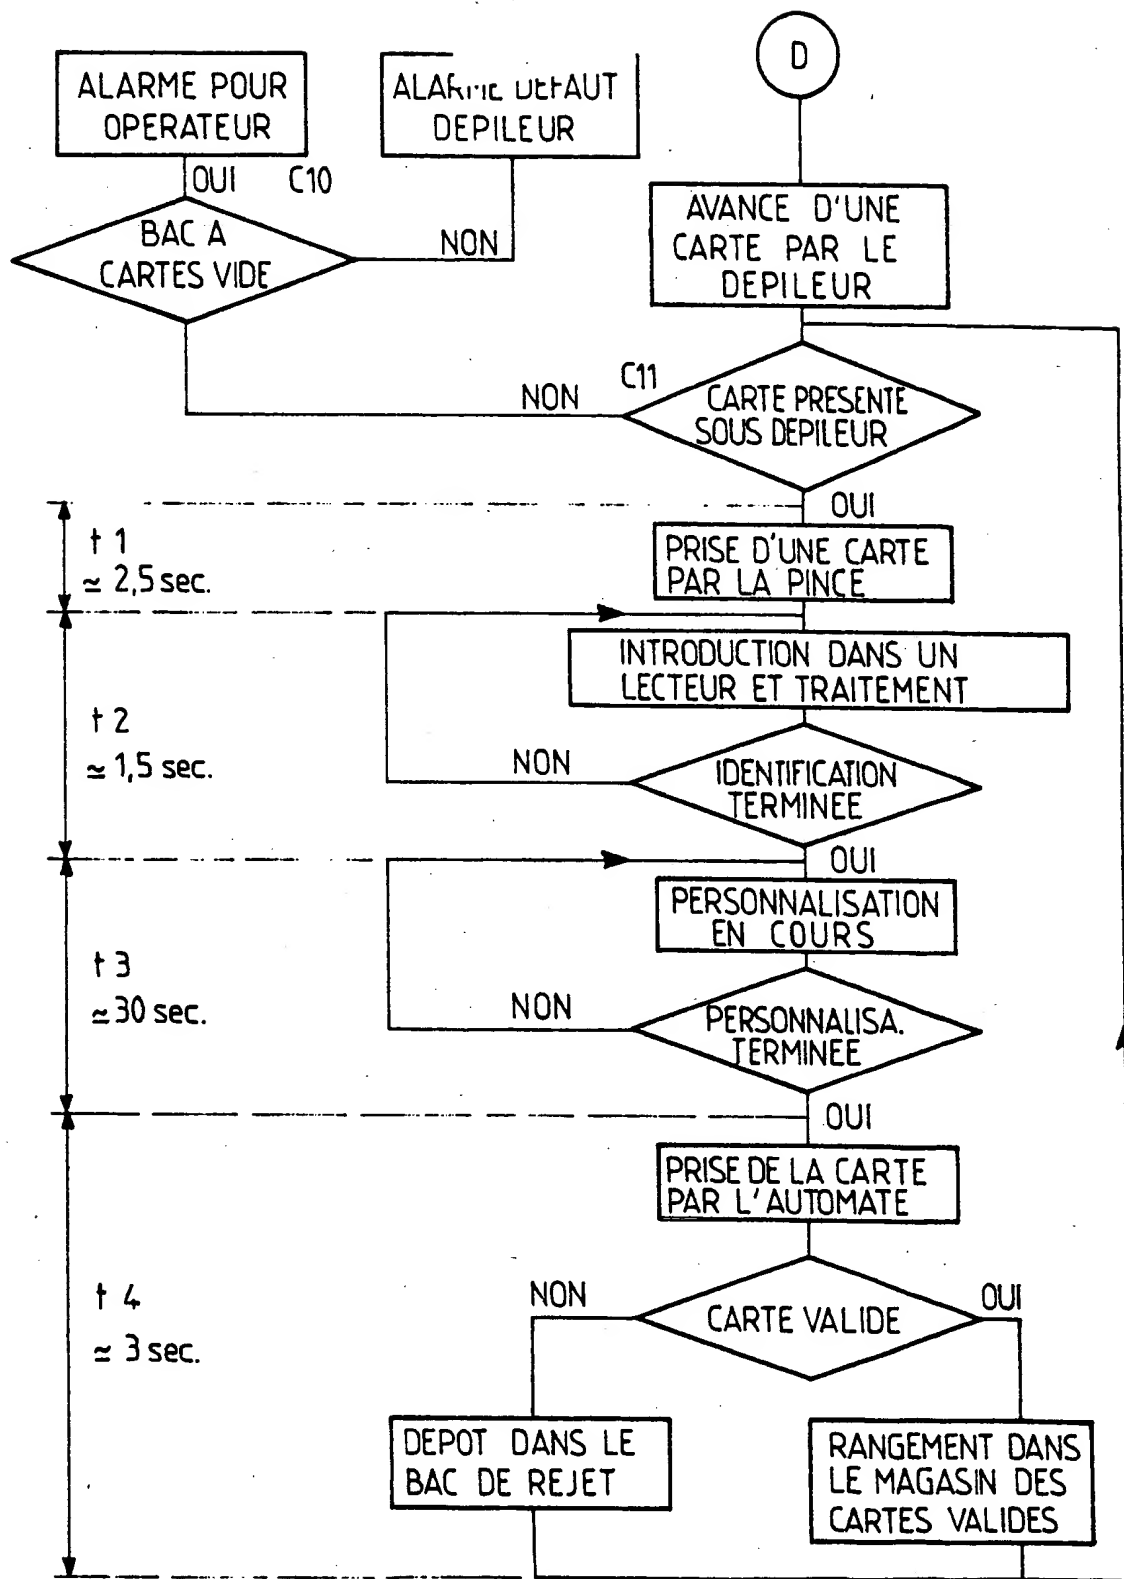 D
ALARME POUR
OPERATEUR
DEPILEUR
OUI
C10
BAC A
CARTES VIDE
NON
AVANCE D'UNE
CARTE PAR LE
DEPILEUR
C11
NON
CARTE PRESENTE
SOUS DEPILEUR
OUI
t 1
≃ 2,5 sec.
PRISE D'UNE CARTE
PAR LA PINCE
INTRODUCTION DANS UN
LECTEUR ET TRAITEMENT
t 2
≃ 1,5 sec.
NON
IDENTIFICATION
TERMINEE
OUI
PERSONNALISATION
EN COURS
t 3
≃ 30 sec.
NON
PERSONNALISA.
TERMINEE
OUI
PRISE DE LA CARTE
PAR L'AUTOMATE
t 4
≃ 3 sec.
NON
CARTE VALIDE
OUI
DEPOT DANS LE
BAC DE REJET
RANGEMENT DANS
LE MAGASIN DES
CARTES VALIDES